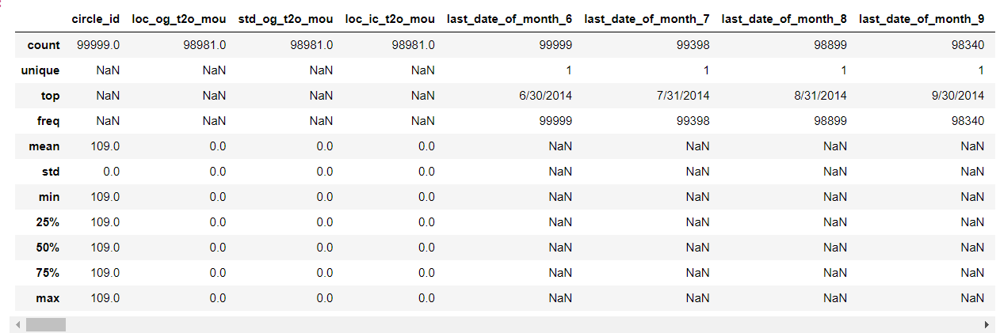 circle_id loc_og_t2o_mou std_og_t2o_mou loc_ic_t2o_mou last_date_of_month_6 last_date_of_month_7 last_date_of_month_8 last_date_of_month_9
count 99999.0 98981.0 98981.0 98981.0 99999 99398 98899 98340
unique NaN NaN NaN NaN 1 1 1 1
top NaN NaN NaN NaN 6/30/2014 7/31/2014 8/31/2014 9/30/2014
freq NaN NaN NaN NaN 99999 99398 98899 98340
mean 109.0 0.0 0.0 0.0 NaN NaN NaN NaN
std 0.0 0.0 0.0 0.0 NaN NaN NaN NaN
min 109.0 0.0 0.0 0.0 NaN NaN NaN NaN
25% 109.0 0.0 0.0 0.0 NaN NaN NaN NaN
50% 109.0 0.0 0.0 0.0 NaN NaN NaN NaN
75% 109.0 0.0 0.0 0.0 NaN NaN NaN NaN
max 109.0 0.0 0.0 0.0 NaN NaN NaN NaN